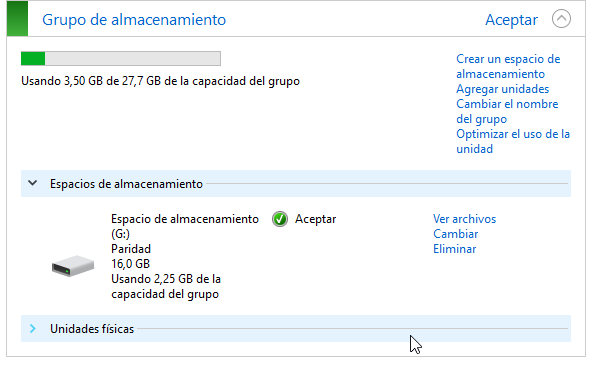 Grupo de almacenamiento
Aceptar
Usando 3,50 GB de 27,7 GB de la capacidad del grupo
Crear un espacio de
almacenamiento
Agregar unidades
Cambiar el nombre
del grupo
Optimizar el uso de la
unidad
Espacios de almacenamiento
Espacio de almacenamiento
(G:)
Paridad
16,0 GB
Usando 2,25 GB de la
capacidad del grupo
Aceptar
Ver archivos
Cambiar
Eliminar
Unidades físicas